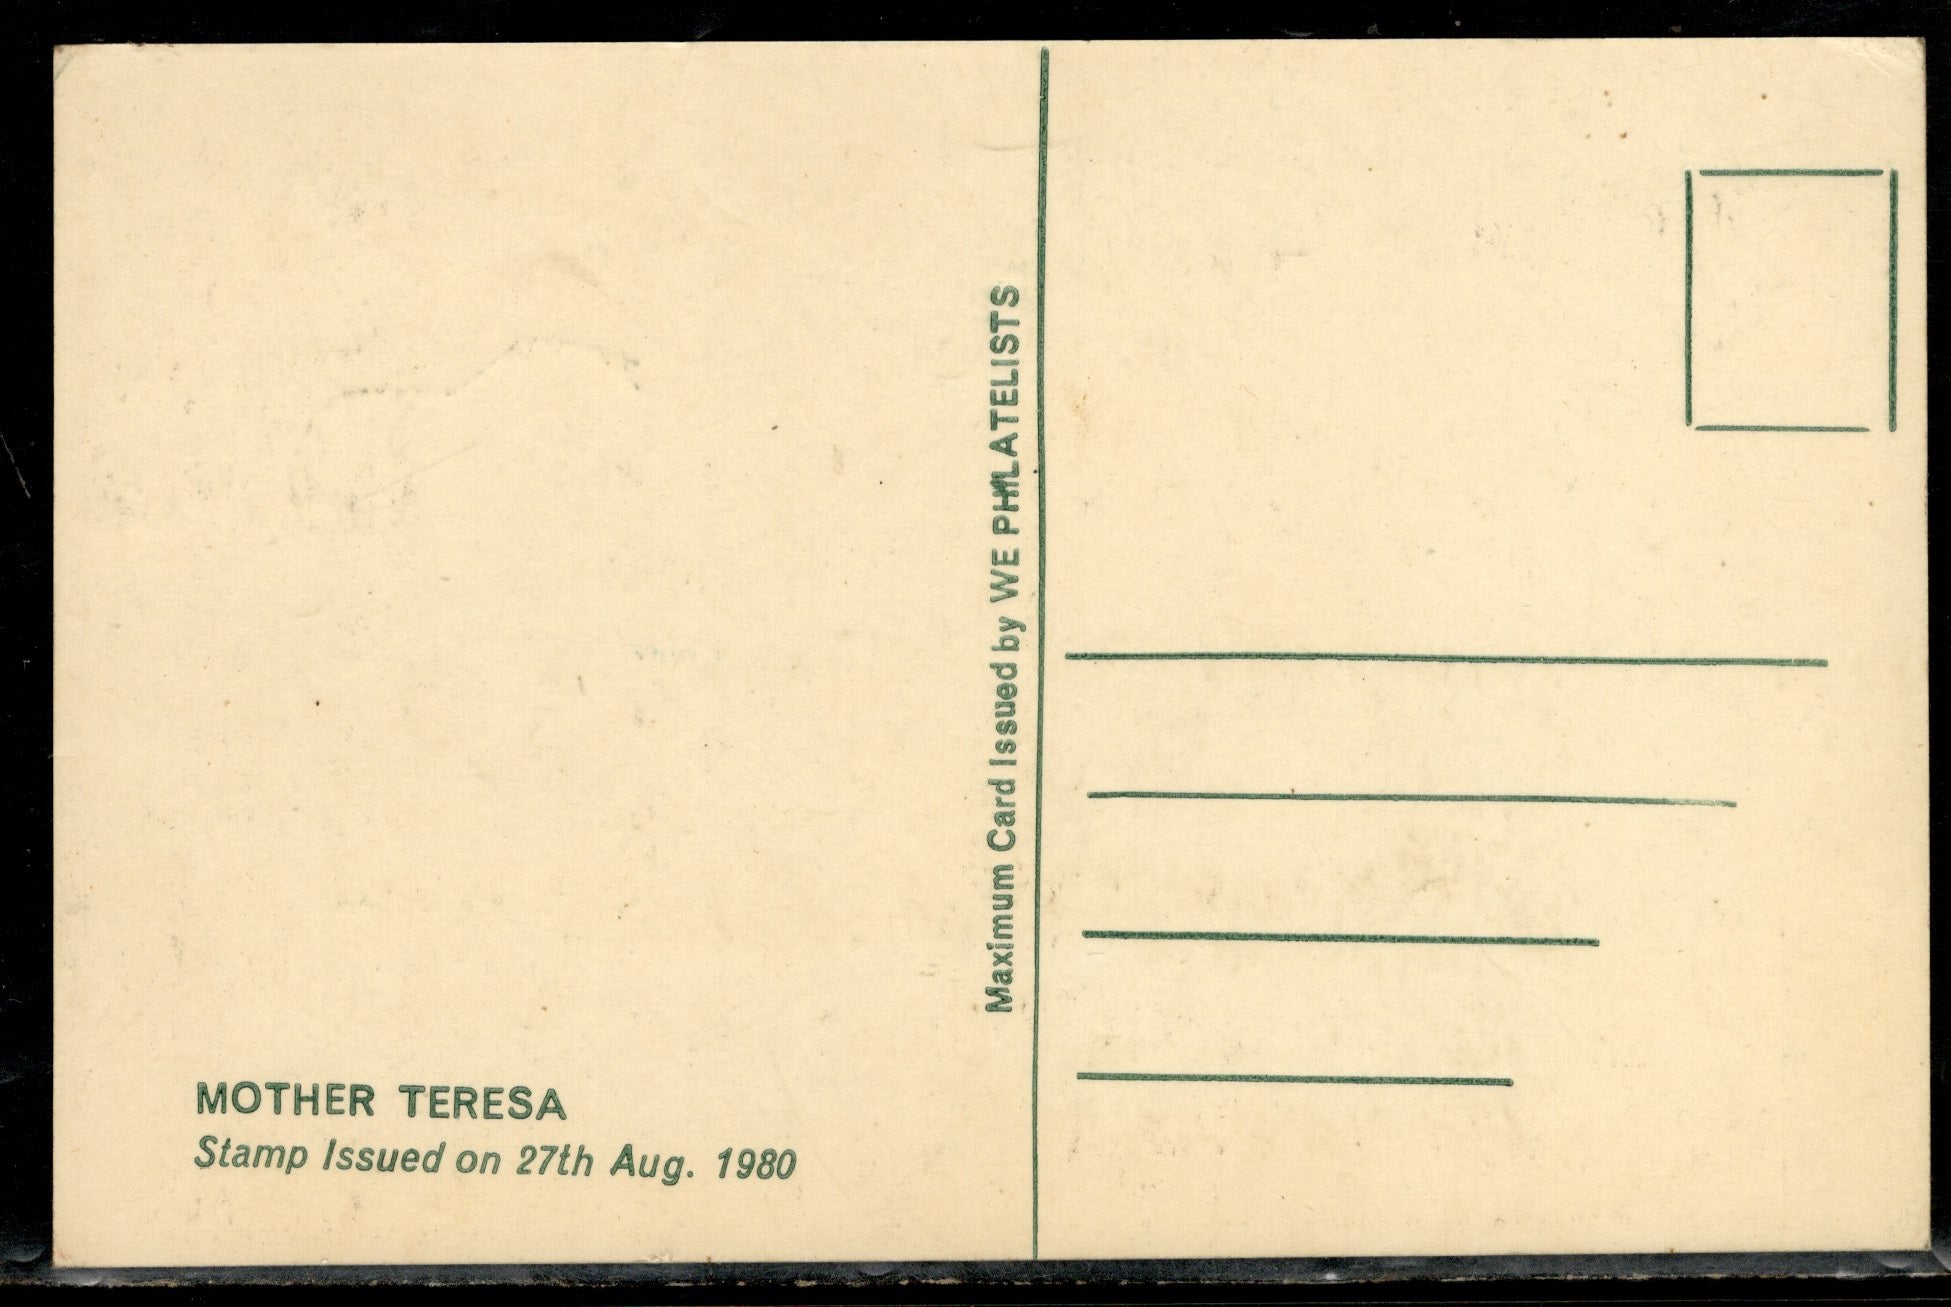 MOTHER TERESA
Stamp Issued on 27th Aug. 1980
Maximum Card Issued by WE PHILATELISTS